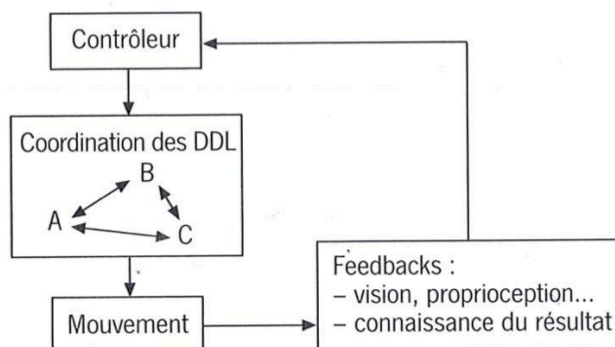 Contrôleur
Coordination des DDL
B
A
C
Mouvement
Feedbacks :
– vision, proprioception...
– connaissance du résultat